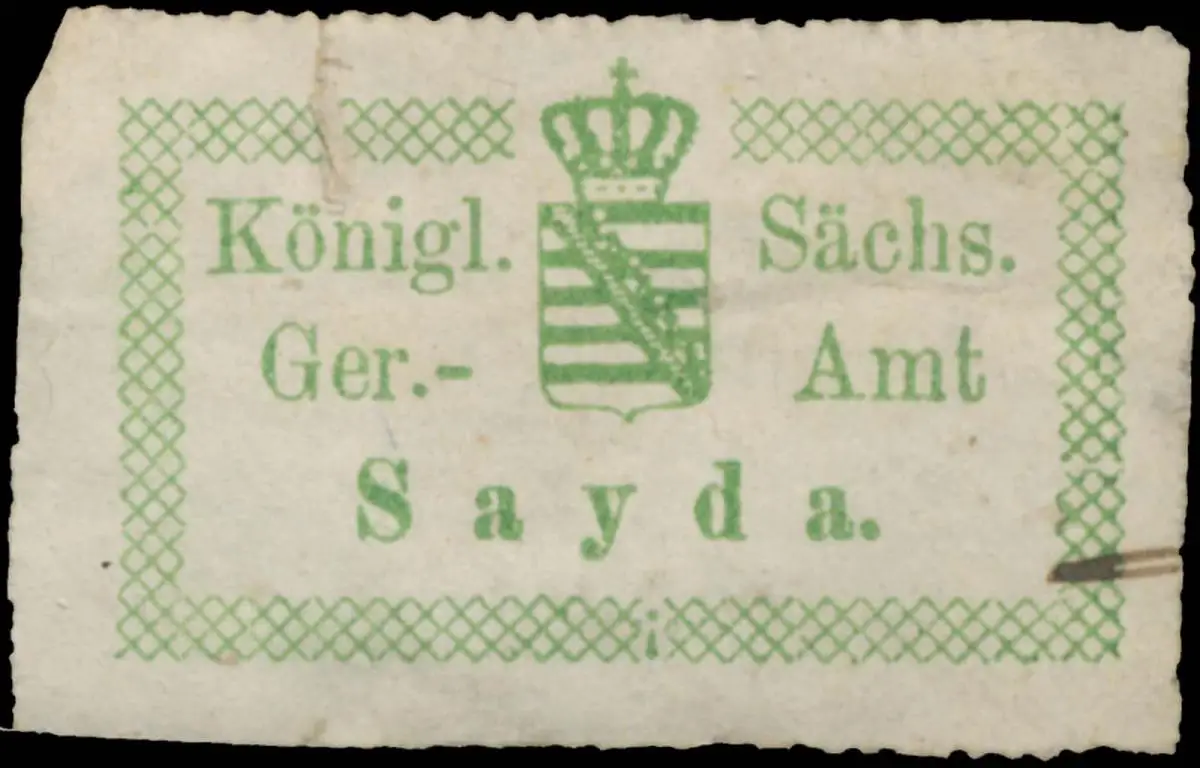 Königl. Sächs.
Ger.- Amt
Sayda.